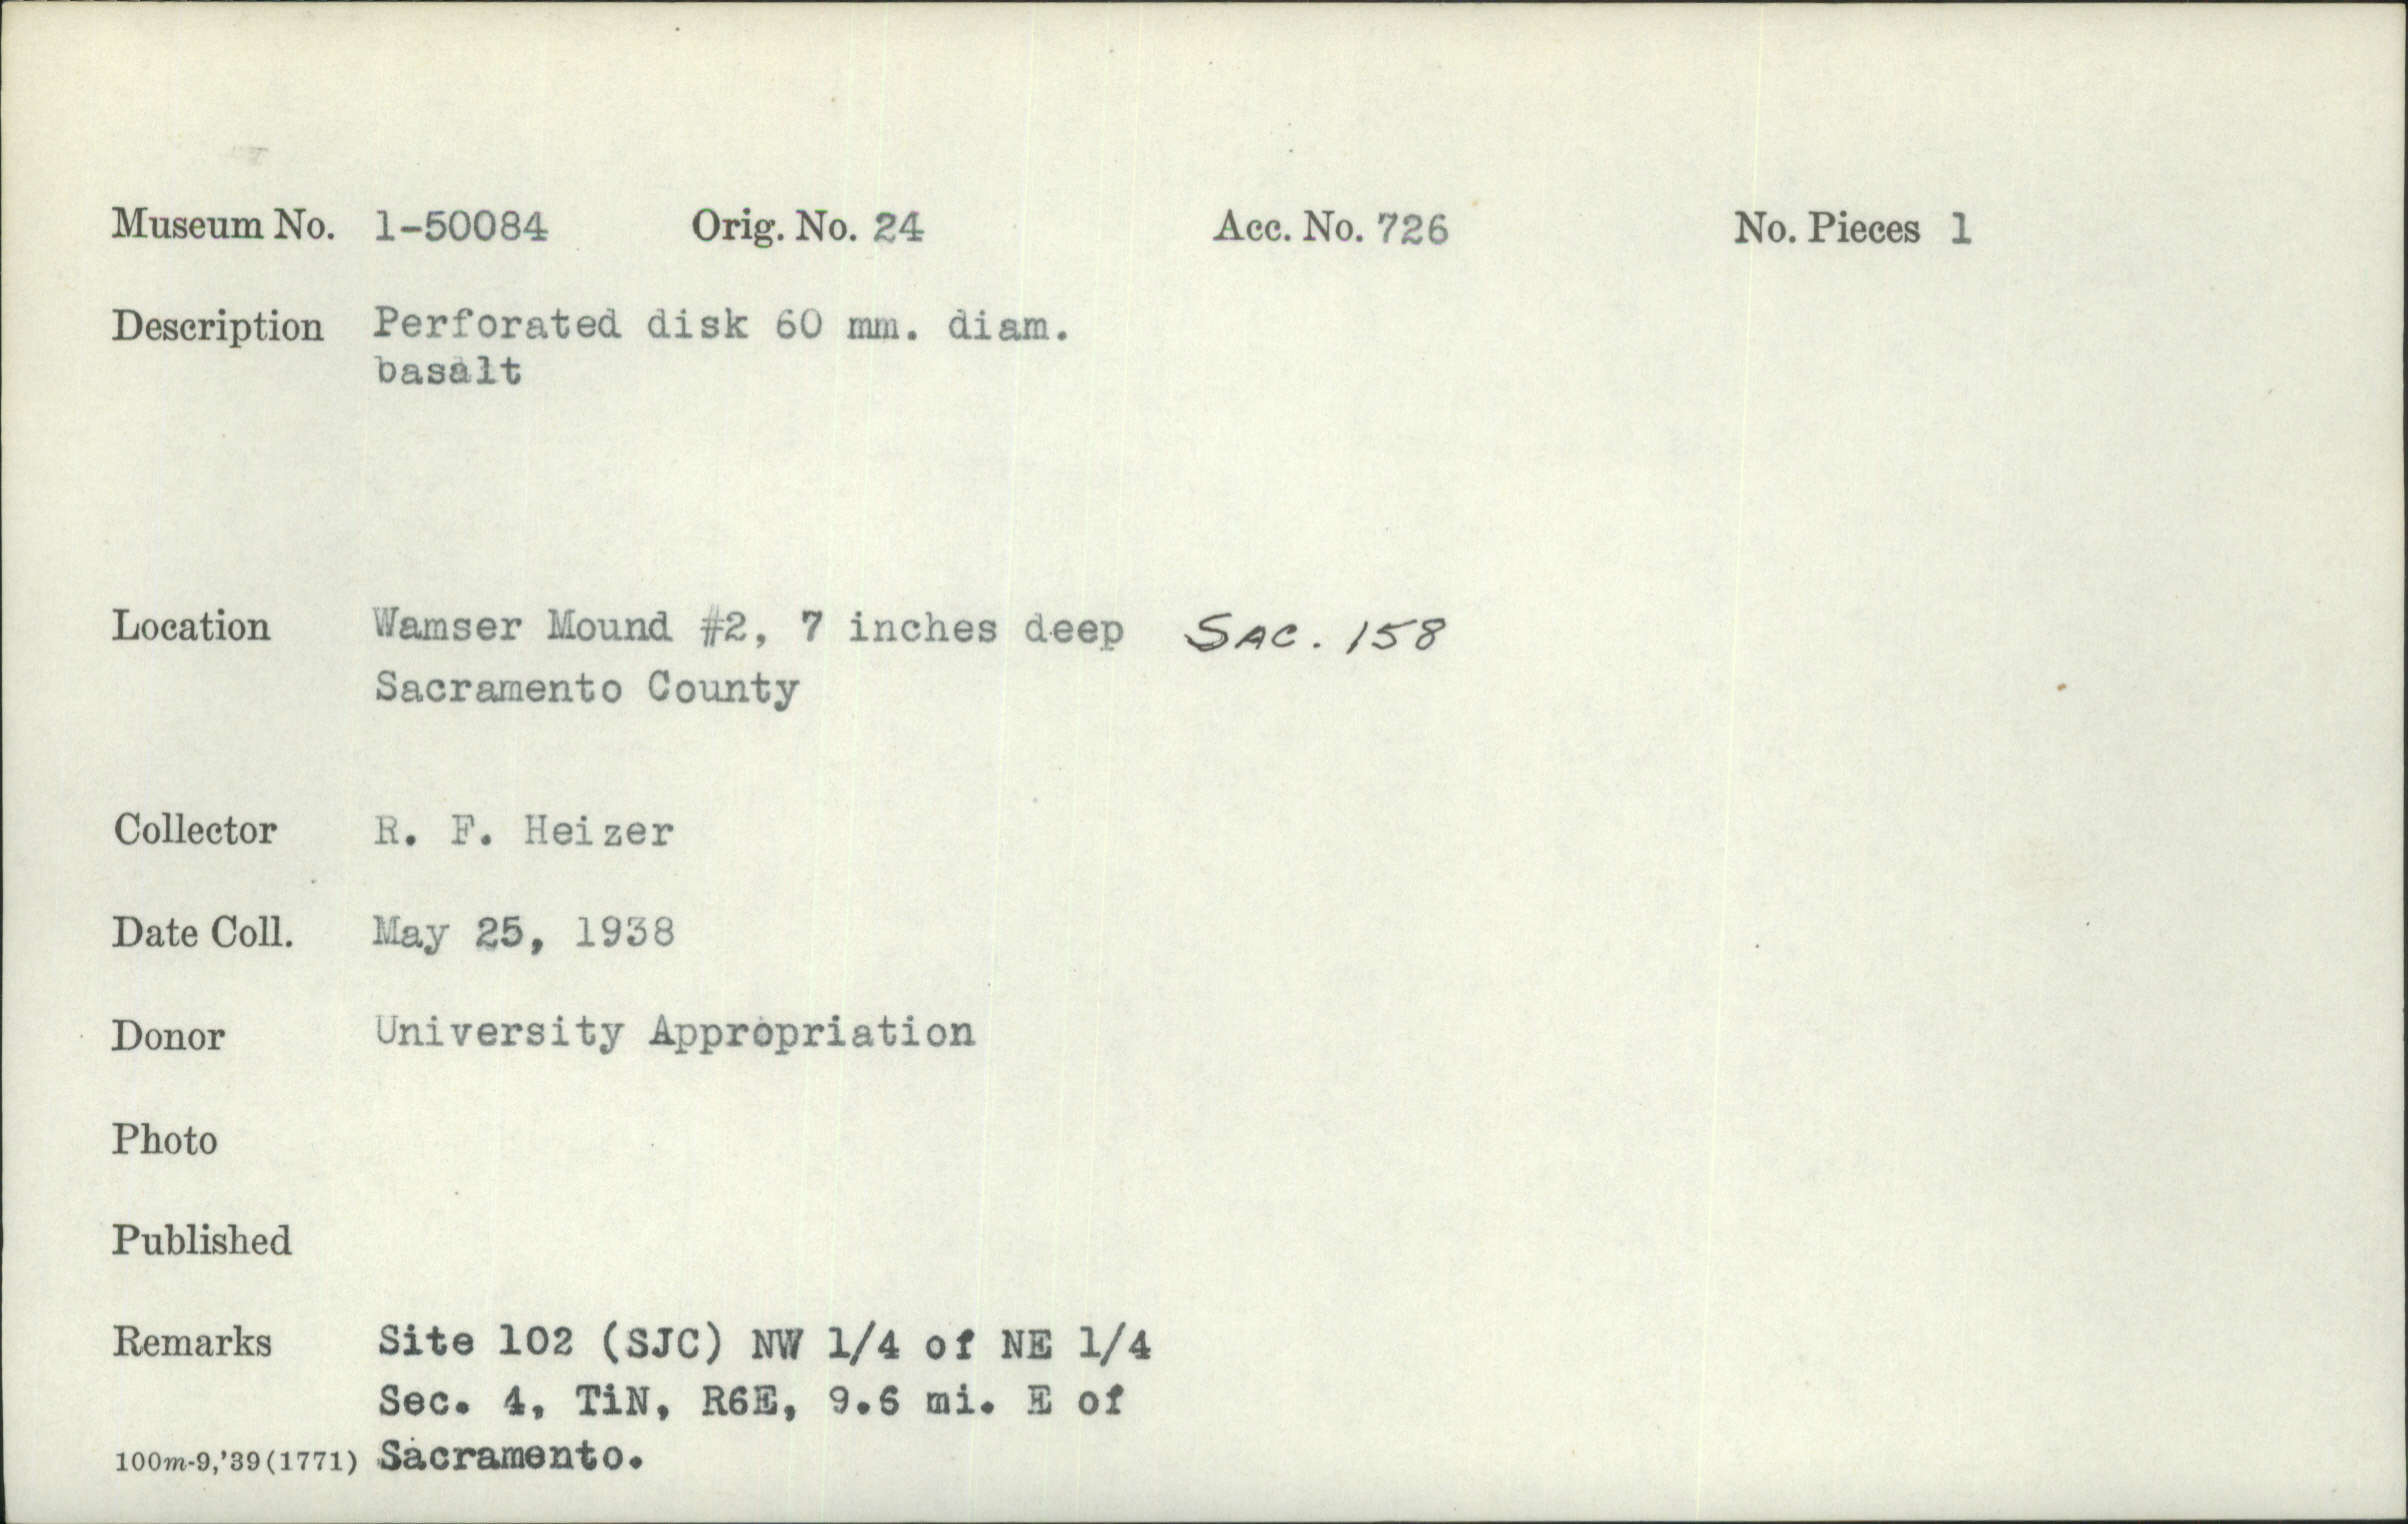 Museum No. 1-50084 Orig. No. 24 Acc. No. 726 No. Pieces 1
Description Perforated disk 60 mm. diam.
basalt
Location Wamser Mound #2, 7 inches deep SAC. 158
Sacramento County
Collector R. F. Heizer
Date Coll. May 25, 1938
Donor University Appropriation
Photo
Published
Remarks Site 102 (SJC) NW 1/4 of NE 1/4
Sec. 4, TiN, R6E, 9.6 mi. E of
100m-9,'39(1771) Sacramento.